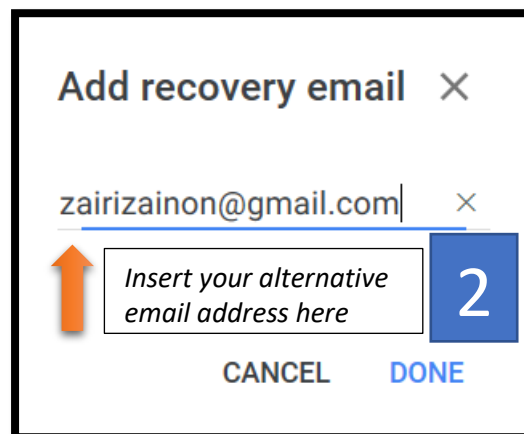 Add recovery email ×
zairizainon@gmail.com ×
Insert your alternative
email address here
2
CANCEL DONE